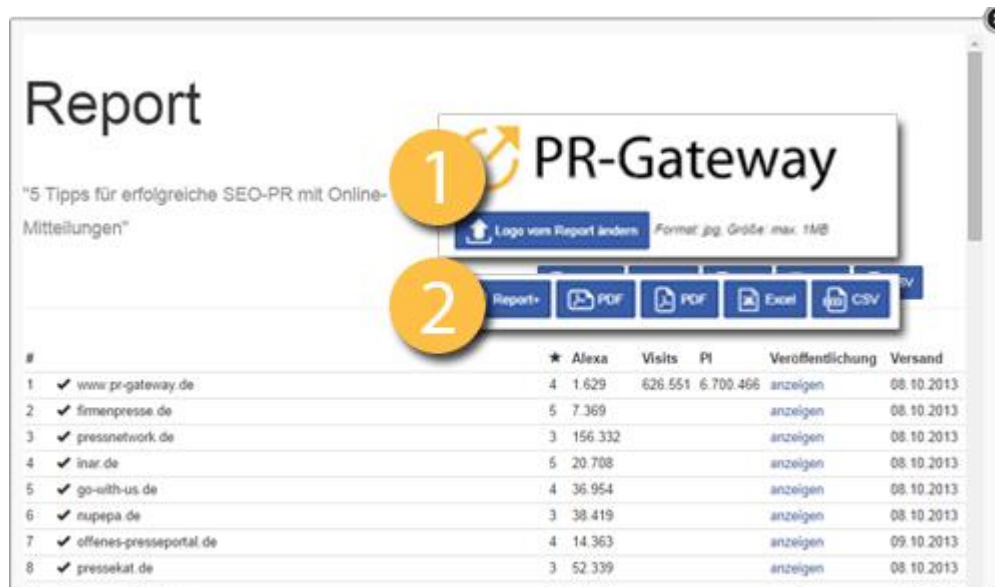 Report
PR-Gateway
1
"5 Tipps für erfolgreiche SEO-PR mit Online-
Mitteilungen"
Logo vom Report ändern Format: jpg, Größe: max. 1MB
2
Report+ PDF PDF Excel CSV
# ★ Alexa Visits PI Veröffentlichung Versand
1 ✔ www.pr-gateway.de 4 1.629 626.551 6.700.466 anzeigen 08.10.2013
2 ✔ firmenpresse.de 5 7.369 anzeigen 08.10.2013
3 ✔ pressnetwork.de 3 156.332 anzeigen 08.10.2013
4 ✔ inar.de 5 20.708 anzeigen 08.10.2013
5 ✔ go-with-us.de 4 36.954 anzeigen 08.10.2013
6 ✔ nupepa.de 3 38.419 anzeigen 08.10.2013
7 ✔ offenes-presseportal.de 4 14.363 anzeigen 09.10.2013
8 ✔ pressekat.de 3 52.339 anzeigen 08.10.2013